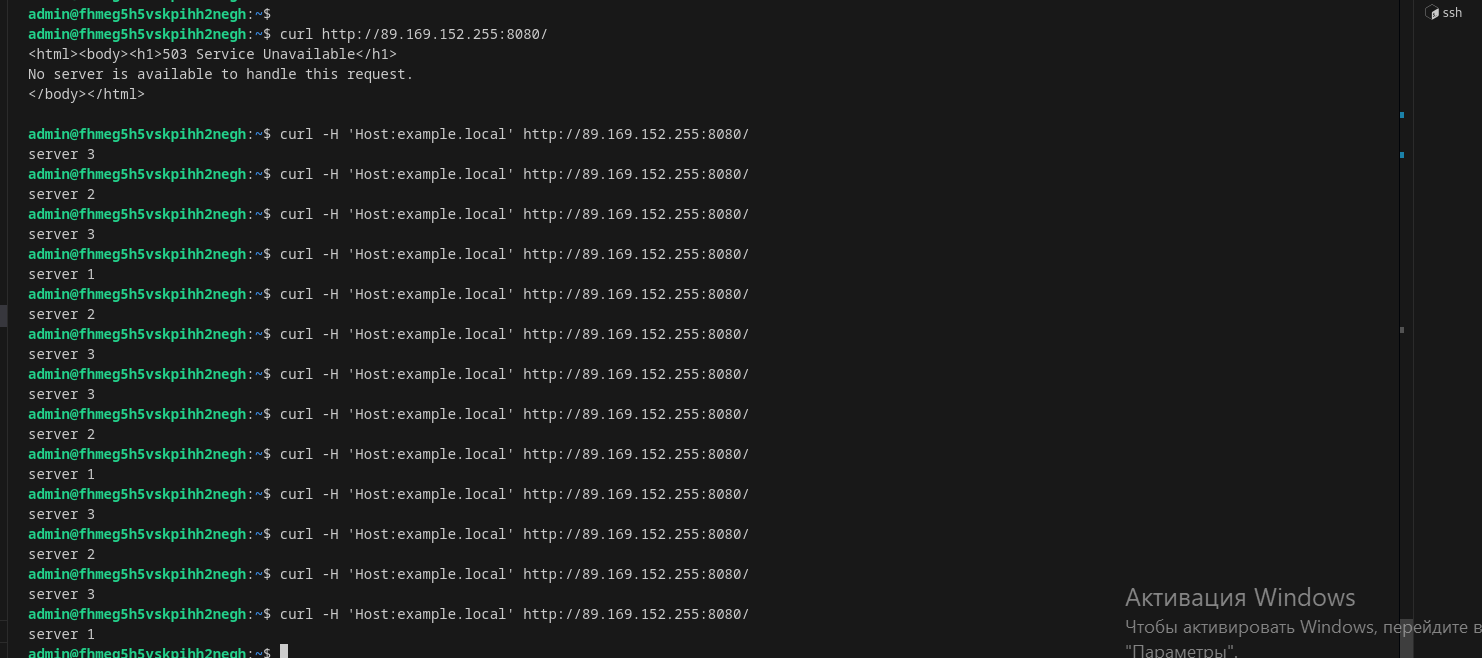 admin@fhmeg5h5vskpihh2negh:~$
admin@fhmeg5h5vskpihh2negh:~$ curl http://89.169.152.255:8080/
<html><body><h1>503 Service Unavailable</h1>
No server is available to handle this request.
</body></html>
admin@fhmeg5h5vskpihh2negh:~$ curl -H 'Host:example.local' http://89.169.152.255:8080/
server 3
admin@fhmeg5h5vskpihh2negh:~$ curl -H 'Host:example.local' http://89.169.152.255:8080/
server 2
admin@fhmeg5h5vskpihh2negh:~$ curl -H 'Host:example.local' http://89.169.152.255:8080/
server 3
admin@fhmeg5h5vskpihh2negh:~$ curl -H 'Host:example.local' http://89.169.152.255:8080/
server 1
admin@fhmeg5h5vskpihh2negh:~$ curl -H 'Host:example.local' http://89.169.152.255:8080/
server 2
admin@fhmeg5h5vskpihh2negh:~$ curl -H 'Host:example.local' http://89.169.152.255:8080/
server 3
admin@fhmeg5h5vskpihh2negh:~$ curl -H 'Host:example.local' http://89.169.152.255:8080/
server 3
admin@fhmeg5h5vskpihh2negh:~$ curl -H 'Host:example.local' http://89.169.152.255:8080/
server 2
admin@fhmeg5h5vskpihh2negh:~$ curl -H 'Host:example.local' http://89.169.152.255:8080/
server 1
admin@fhmeg5h5vskpihh2negh:~$ curl -H 'Host:example.local' http://89.169.152.255:8080/
server 3
admin@fhmeg5h5vskpihh2negh:~$ curl -H 'Host:example.local' http://89.169.152.255:8080/
server 2
admin@fhmeg5h5vskpihh2negh:~$ curl -H 'Host:example.local' http://89.169.152.255:8080/
server 3
admin@fhmeg5h5vskpihh2negh:~$ curl -H 'Host:example.local' http://89.169.152.255:8080/
server 1
admin@fhmeg5h5vskpihh2negh:~$
ssh
Активация Windows
Чтобы активировать Windows, перейдите в
"Параметры".